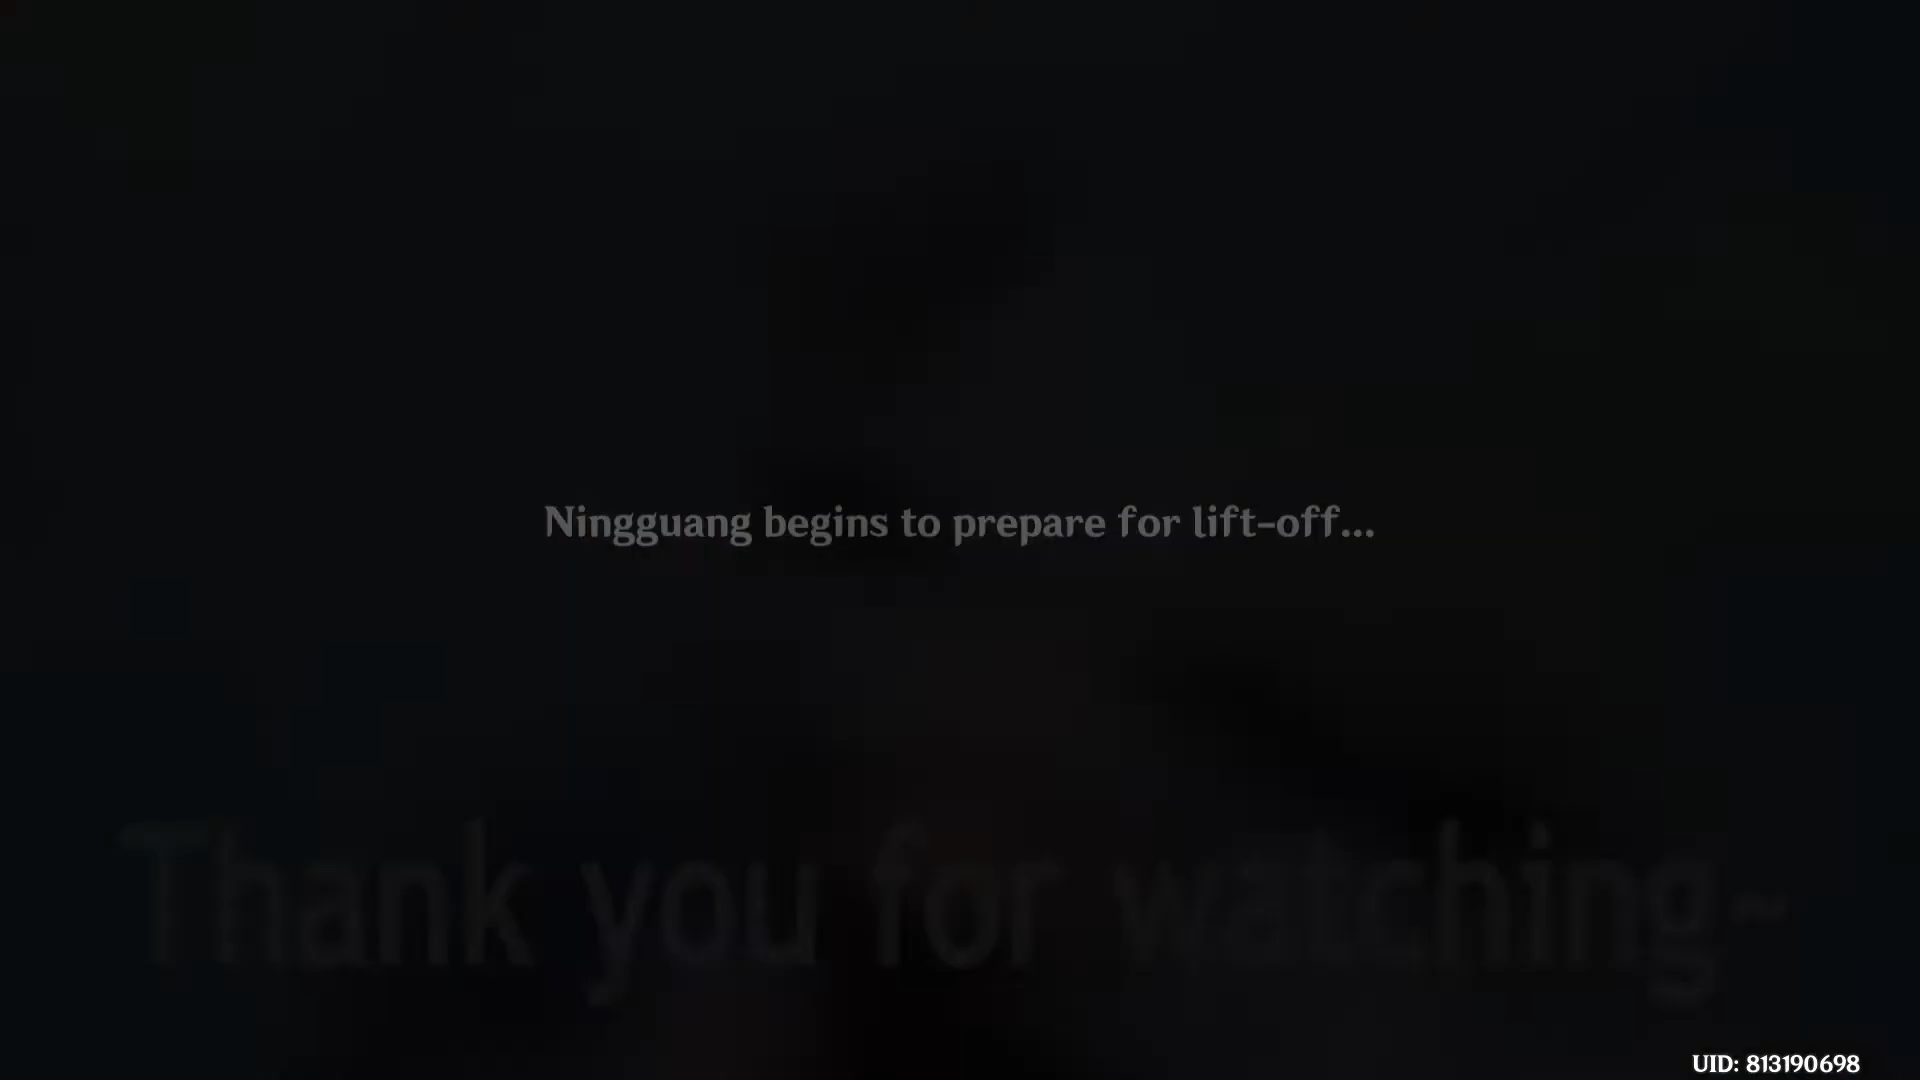 Ningguang begins to prepare for lift-off...
Thank you for watching~
UID: 813190698